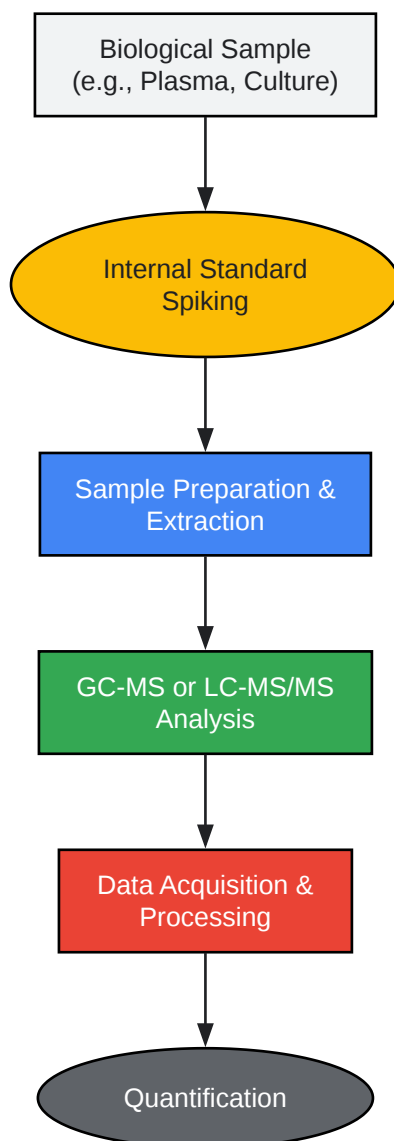 Biological Sample
(e.g., Plasma, Culture)
Internal Standard
Spiking
Sample Preparation &
Extraction
GC-MS or LC-MS/MS
Analysis
Data Acquisition &
Processing
Quantification